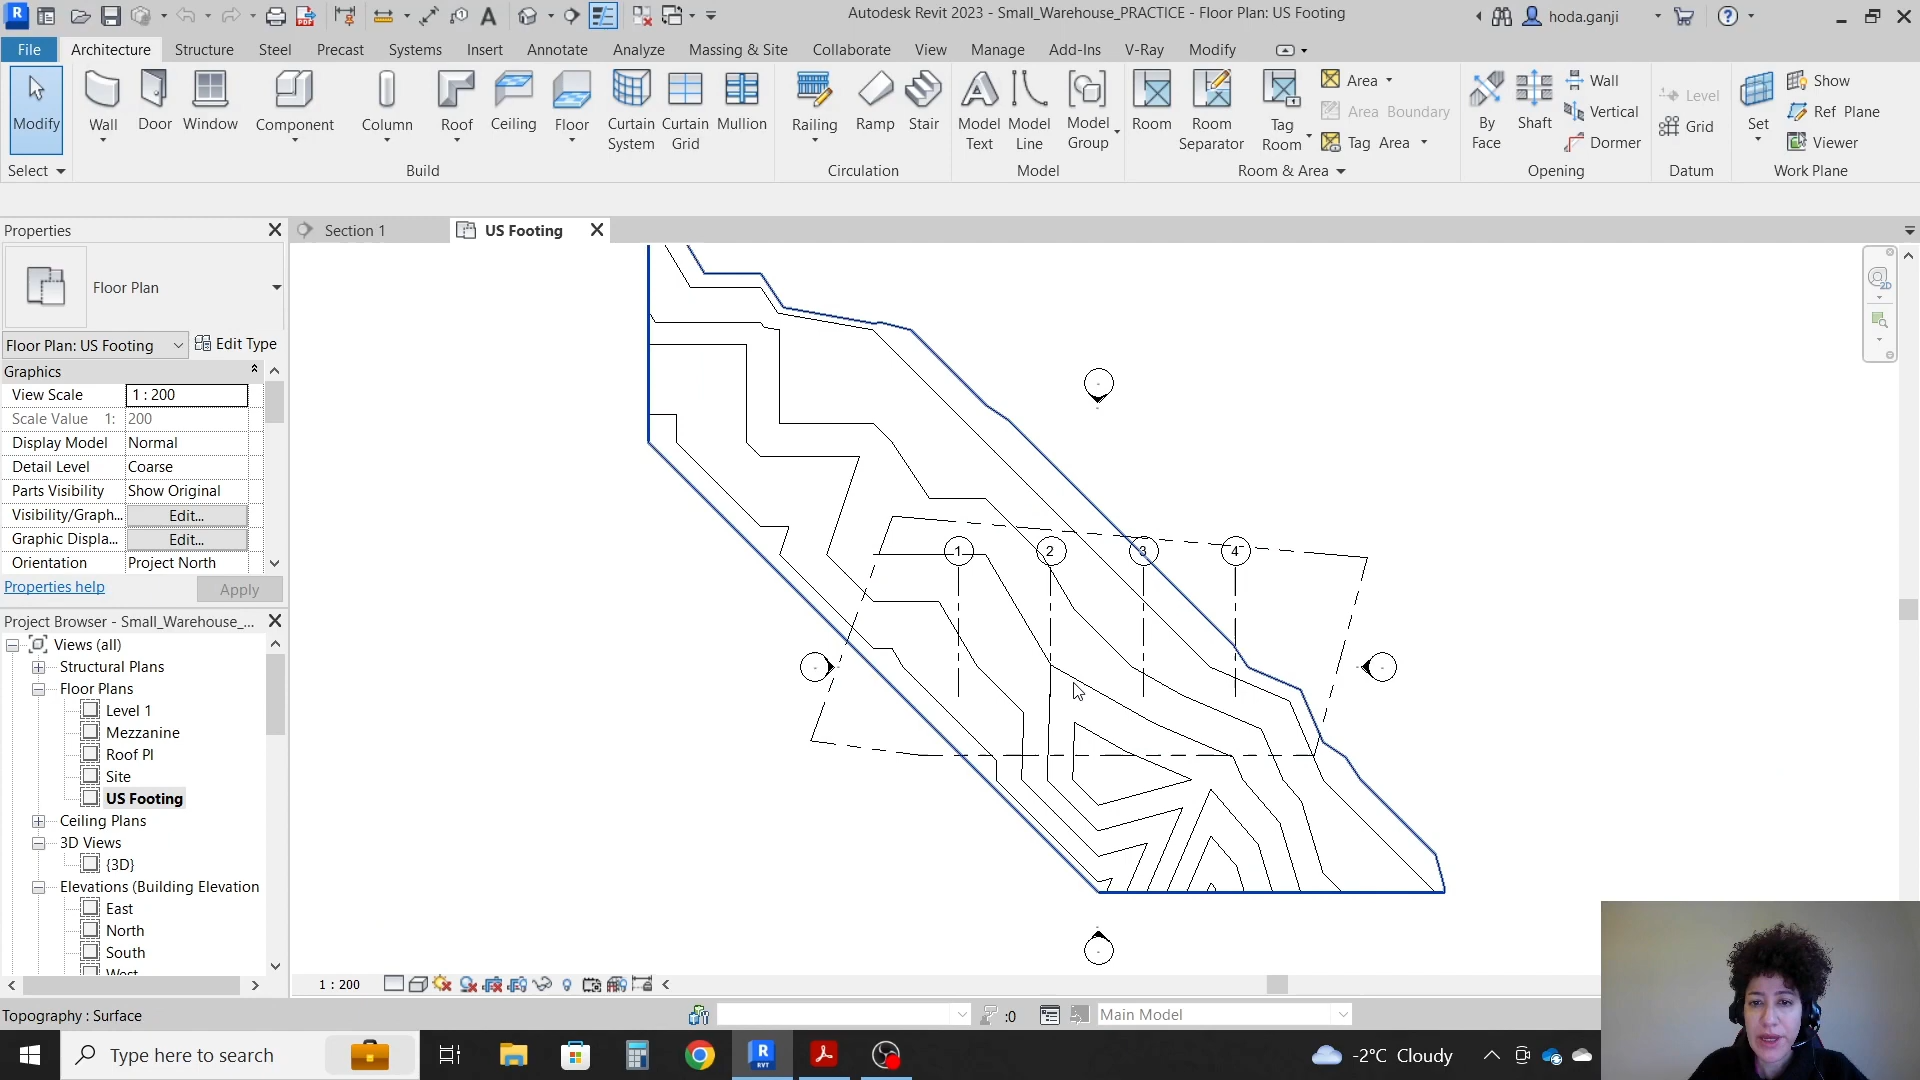 Autodesk Revit 2023 - Small_Warehouse_PRACTICE - Floor Plan: US Footing
hoda.ganji
File Architecture Structure Steel Precast Systems Insert Annotate Analyze Massing & Site Collaborate View Manage Add-Ins V-Ray Modify
Modify Wall Door Window Component Column Roof Ceiling Floor Curtain System Curtain Grid Mullion Railing Ramp Stair Model Text Model Line Model Group Room Room Separator Tag Room
Area
Area Boundary
Tag Area
By Face Shaft
Wall
Vertical
Dormer
Level
Grid
Set
Show
Ref Plane
Viewer
Select Build Circulation Model Room & Area Opening Datum Work Plane
Properties
Section 1
US Footing
Floor Plan
Floor Plan: US Footing Edit Type
Graphics
View Scale 1 : 200
Scale Value 1: 200
Display Model Normal
Detail Level Coarse
Parts Visibility Show Original
Visibility/Graph... Edit...
Graphic Displa... Edit...
Orientation Project North
Properties help Apply
Project Browser - Small_Warehouse_...
Views (all)
Structural Plans
Floor Plans
Level 1
Mezzanine
Roof Pl
Site
US Footing
Ceiling Plans
3D Views
{3D}
Elevations (Building Elevation
East
North
South
West
1 2 3 4
2D
1 : 200
Topography : Surface
:0
Main Model
Type here to search
-2°C Cloudy